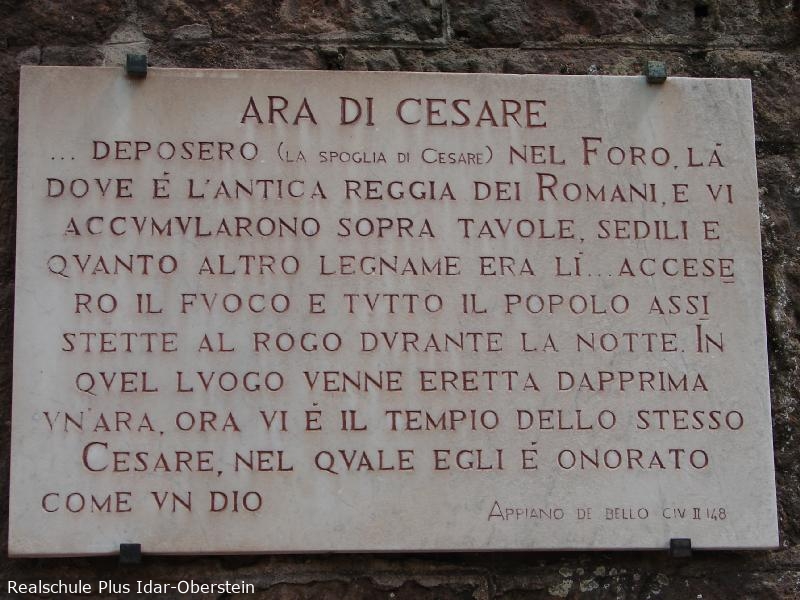 ARA DI CESARE
... DEPOSERO (LA SPOGLIA DI CESARE) NEL FORO, LÁ
DOVE É L'ANTICA REGGIA DEI ROMANI, E VI
ACCVMVLARONO SOPRA TAVOLE, SEDILI E
QVANTO ALTRO LEGNAME ERA LÍ... ACCESE
RO IL FVOCO E TVTTO IL POPOLO ASSI
STETTE AL ROGO DVRANTE LA NOTTE. IN
QVEL LVOGO VENNE ERETTA DAPPRIMA
VN'ARA, ORA VI É IL TEMPIO DELLO STESSO
CESARE, NEL QVALE EGLI É ONORATO
COME VN DIO
APPIANO DE BELLO CIV II 148
Realschule Plus Idar-Oberstein